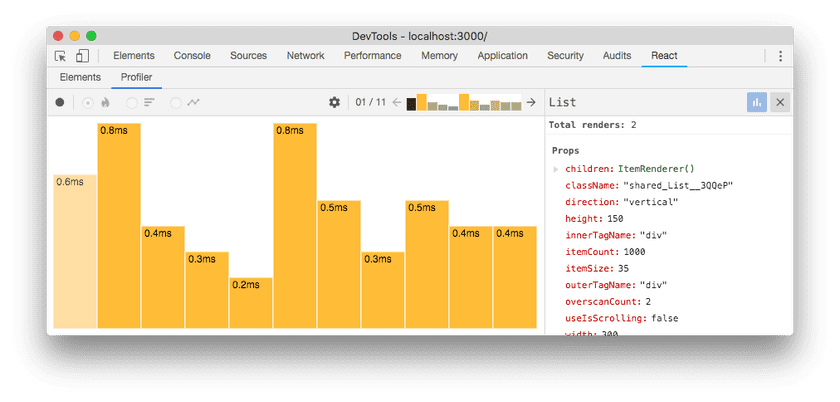 DevTools - localhost:3000/
Elements Console Sources Network Performance Memory Application Security Audits React
Elements Profiler
01 / 11
List
Total renders: 2
0.6ms
0.8ms
0.4ms
0.3ms
0.2ms
0.8ms
0.5ms
0.3ms
0.5ms
0.4ms
0.4ms
Props
children: ItemRenderer()
className: "shared_List__3QQeP"
direction: "vertical"
height: 150
innerTagName: "div"
itemCount: 1000
itemSize: 35
outerTagName: "div"
overscanCount: 2
useIsScrolling: false
width: 300